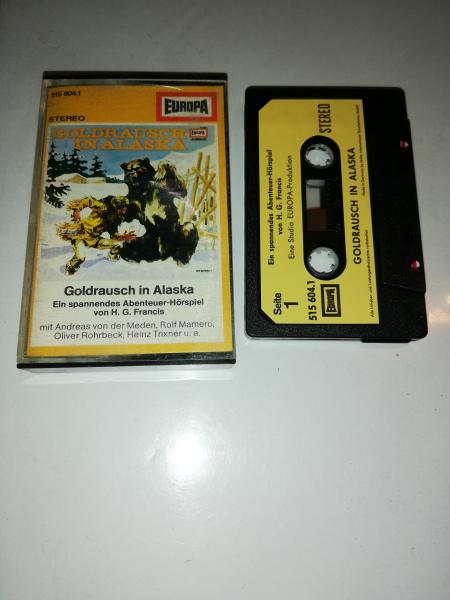 515 604.1
EUROPA
STEREO
GOLDRAUSCH
IN ALASKA
Goldrausch in Alaska
Ein spannendes Abenteuer-Hörspiel
von H. G. Francis
mit Andreas von der Meden, Rolf Mamero,
Oliver Rohrbeck, Heinz Trixner u. a.
Seite
1
515 604.1
EUROPA
Ein spannendes Abenteuer-Hörspiel
von H. G. Francis
Eine Studio EUROPA-Produktion
STEREO
GOLDRAUSCH IN ALASKA